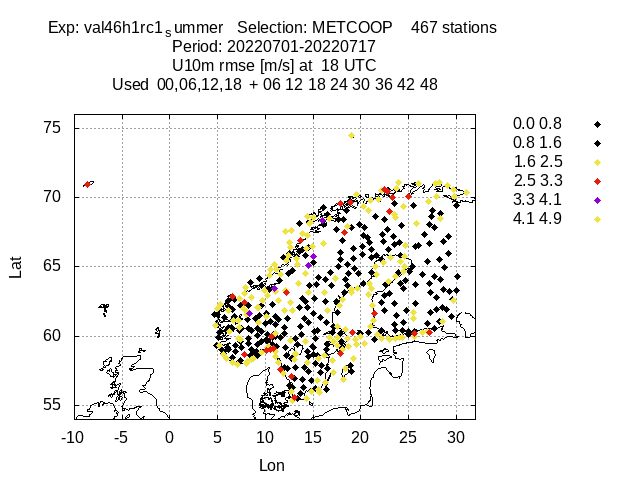 Exp: val46h1rc1summer   Selection: METCOOP    467 stations
Period: 20220701-20220717
U10m rmse [m/s] at  18 UTC
Used  00,06,12,18  + 06 12 18 24 30 36 42 48
0.0 0.8
0.8 1.6
1.6 2.5
2.5 3.3
3.3 4.1
4.1 4.9
75
70
65
60
55
Lat
-10 -5 0 5 10 15 20 25 30
Lon